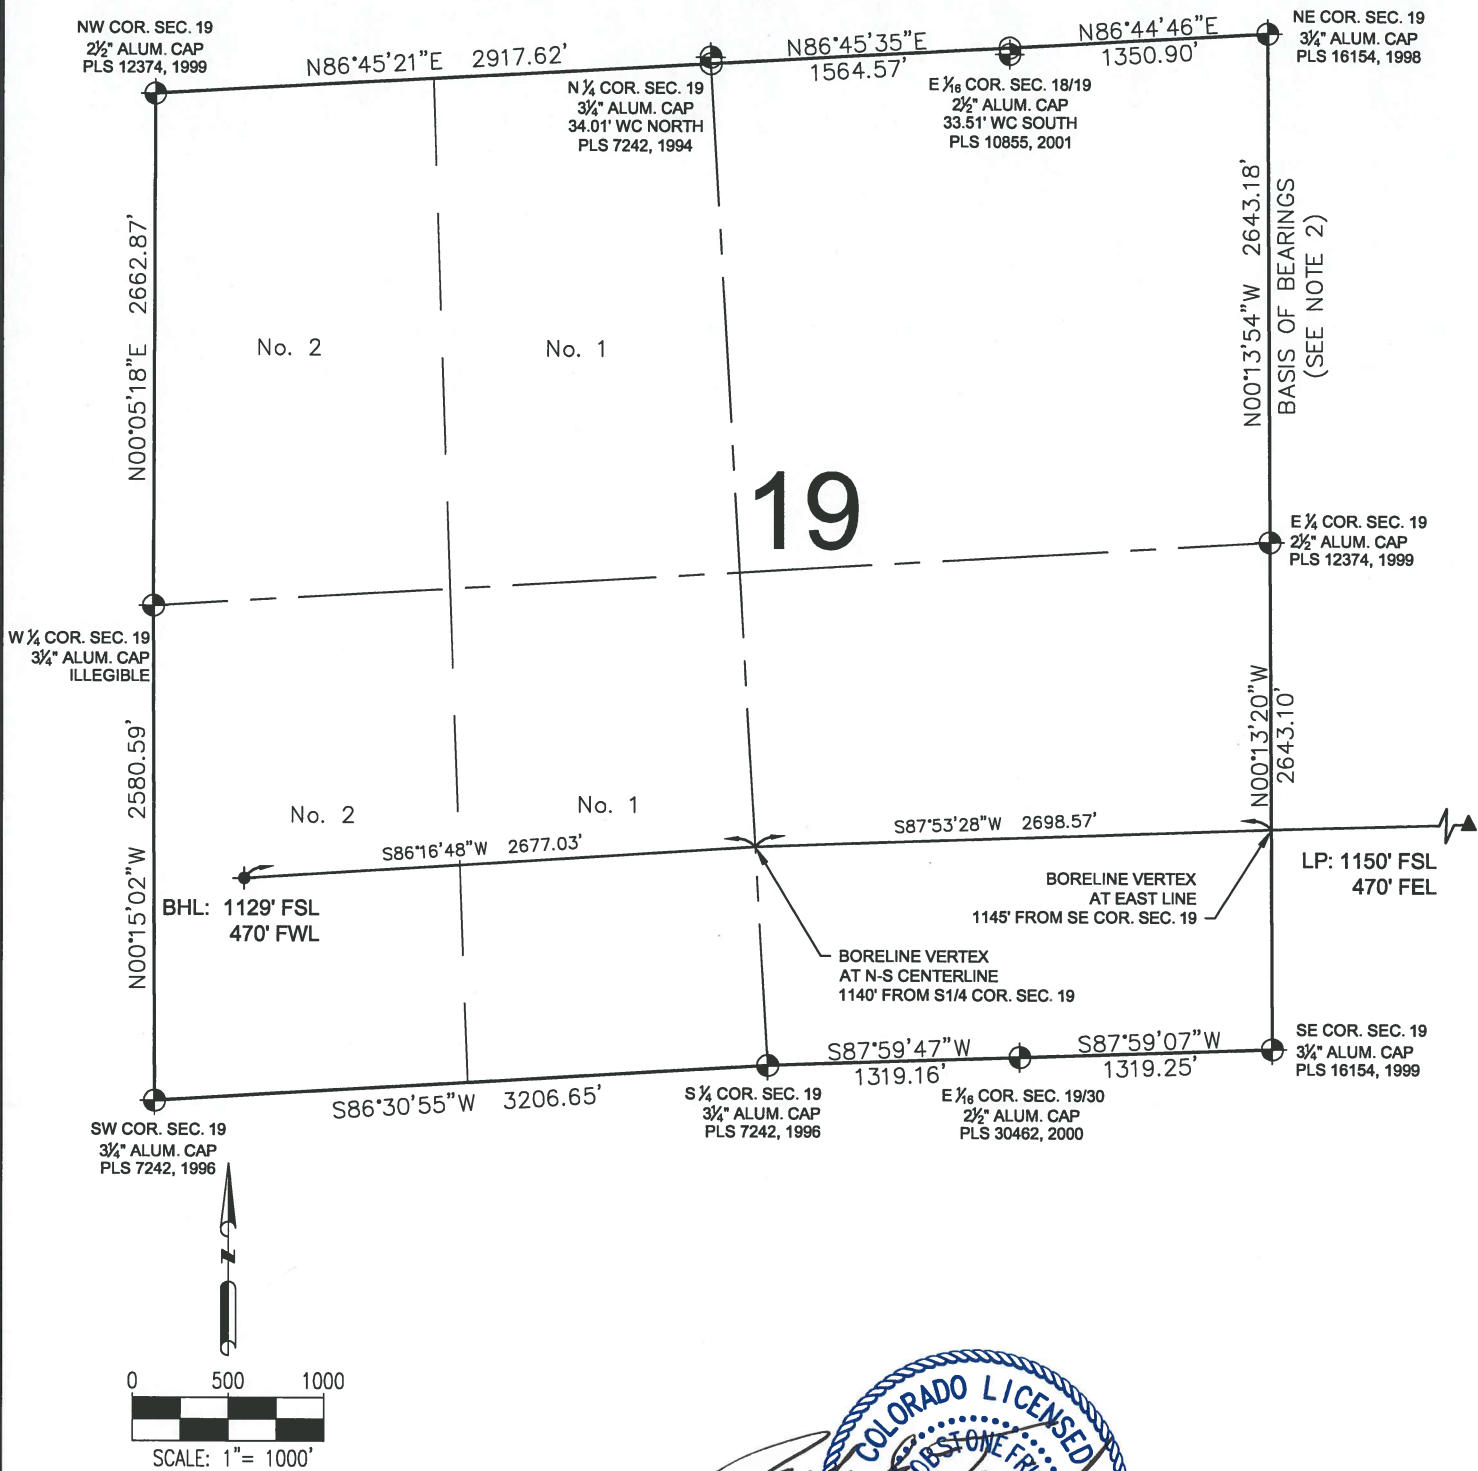 NW COR. SEC. 19
2½" ALUM. CAP
PLS 12374, 1999
N86°45'21"E 2917.62'
N ¼ COR. SEC. 19
3¼" ALUM. CAP
34.01' WC NORTH
PLS 7242, 1994
N86°45'35"E
1564.57'
E 1⁄16 COR. SEC. 18/19
2½" ALUM. CAP
33.51' WC SOUTH
PLS 10855, 2001
N86°44'46"E
1350.90'
NE COR. SEC. 19
3¼" ALUM. CAP
PLS 16154, 1998
N00°05'18"E 2662.87'
No. 2
No. 1
N00°13'54"W 2643.18'
BASIS OF BEARINGS
(SEE NOTE 2)
19
E ¼ COR. SEC. 19
2½" ALUM. CAP
PLS 12374, 1999
W ¼ COR. SEC. 19
3¼" ALUM. CAP
ILLEGIBLE
N00°15'02"W 2580.59'
No. 2
No. 1
N00°13'20"W
2643.10'
S86°16'48"W 2677.03'
S87°53'28"W 2698.57'
BHL: 1129' FSL
470' FWL
LP: 1150' FSL
470' FEL
BORELINE VERTEX
AT EAST LINE
1145' FROM SE COR. SEC. 19
BORELINE VERTEX
AT N-S CENTERLINE
1140' FROM S1/4 COR. SEC. 19
SW COR. SEC. 19
3¼" ALUM. CAP
PLS 7242, 1996
S86°30'55"W 3206.65'
S ¼ COR. SEC. 19
3¼" ALUM. CAP
PLS 7242, 1996
S87°59'47"W
1319.16'
E 1⁄16 COR. SEC. 19/30
2½" ALUM. CAP
PLS 30462, 2000
S87°59'07"W
1319.25'
SE COR. SEC. 19
3¼" ALUM. CAP
PLS 16154, 1999
N
0 500 1000
SCALE: 1"= 1000'
COLORADO LICENSED